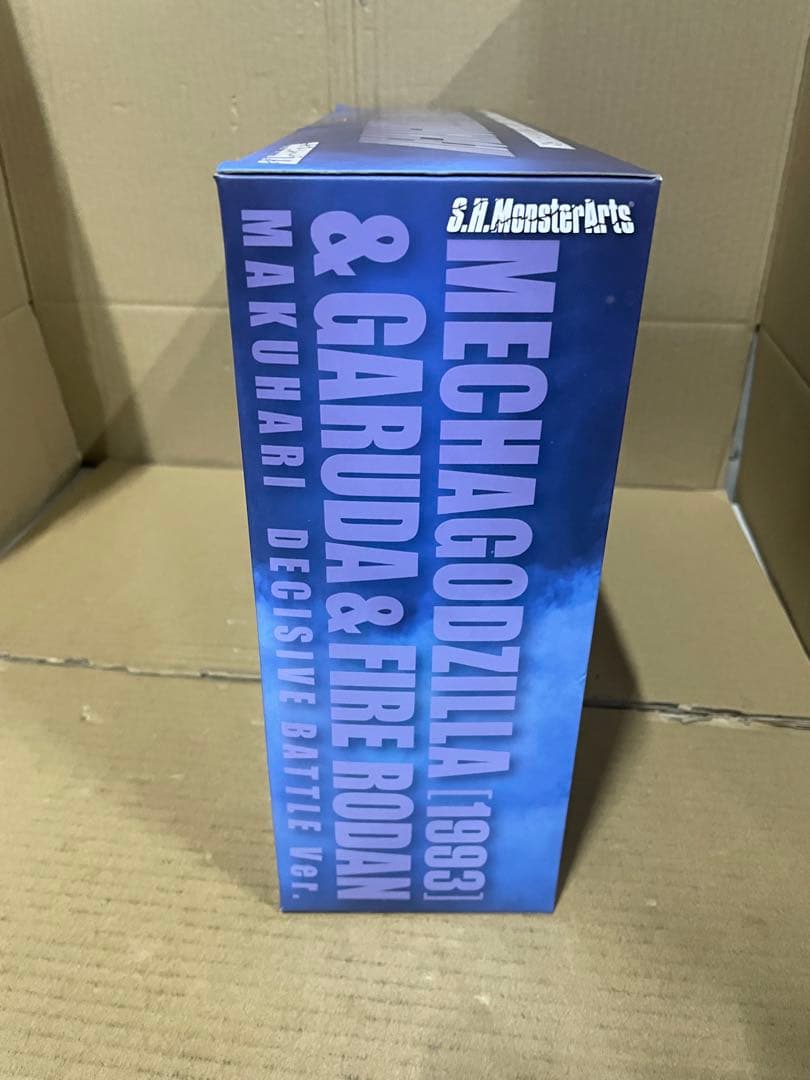 S.H.MonsterArts
MECHAGODZILLA [1993]
& GARUDA & FIRE RODAN
MAKUHARI DECISIVE BATTLE Ver.